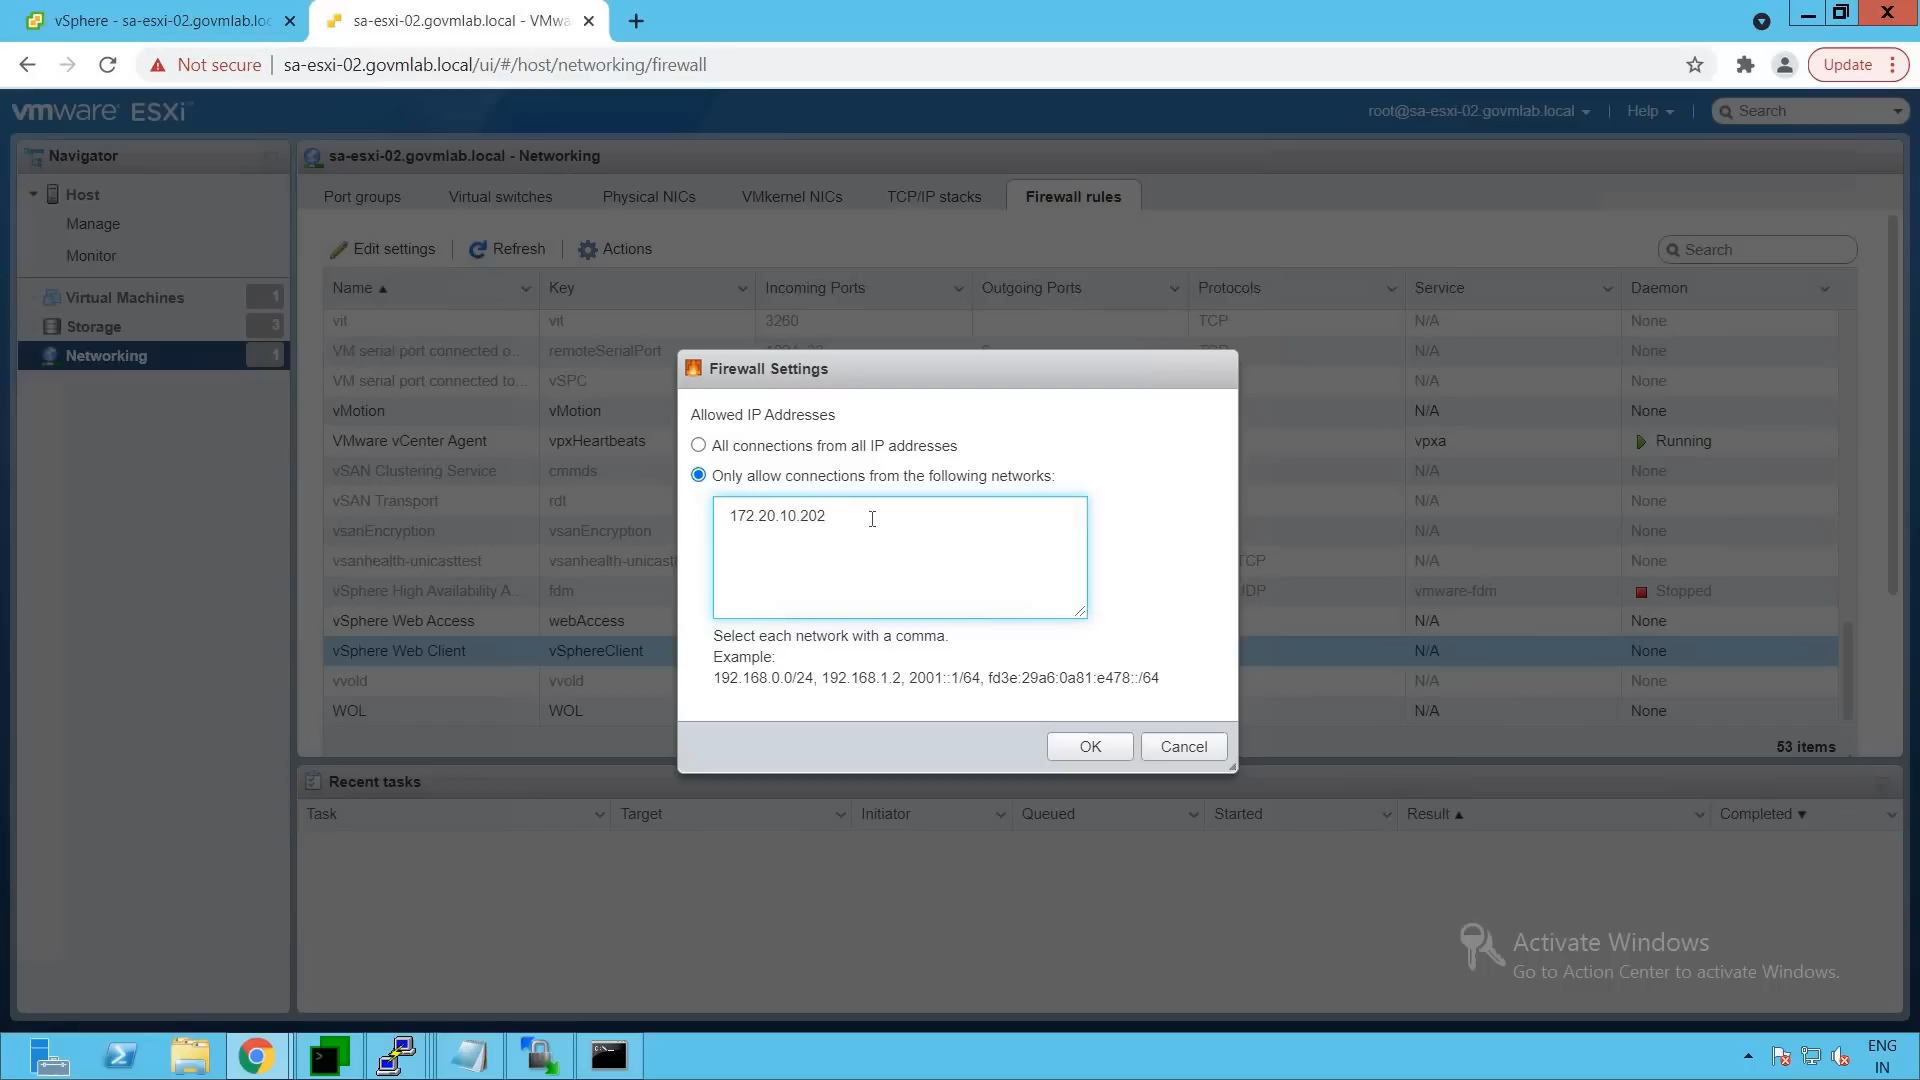 vSphere - sa-esxi-02.govmlab.loc
sa-esxi-02.govmlab.local - VMwa
Not secure
sa-esxi-02.govmlab.local/ui/#/host/networking/firewall
Update
vmware ESXi
root@sa-esxi-02.govmlab.local
Help
Search
Navigator
sa-esxi-02.govmlab.local - Networking
Host
Manage
Monitor
Virtual Machines 1
Storage 3
Networking 1
Port groups Virtual switches Physical NICs VMkernel NICs TCP/IP stacks Firewall rules
Edit settings Refresh Actions Search
Name Key Incoming Ports Outgoing Ports Protocols Service Daemon
vit vit 3260 TCP N/A None
VM serial port connected o... remoteSerialPort N/A None
VM serial port connected to... vSPC N/A None
vMotion vMotion N/A None
VMware vCenter Agent vpxHeartbeats vpxa Running
vSAN Clustering Service cmmds N/A None
vSAN Transport rdt N/A None
vsanEncryption vsanEncryption N/A None
vsanhealth-unicasttest vsanhealth-unicast TCP N/A None
vSphere High Availability A... fdm vmware-fdm Stopped
vSphere Web Access webAccess N/A None
vSphere Web Client vSphereClient N/A None
vvold vvold N/A None
WOL WOL N/A None
53 items
Firewall Settings
Allowed IP Addresses
All connections from all IP addresses
Only allow connections from the following networks:
172.20.10.202
Select each network with a comma.
Example:
192.168.0.0/24, 192.168.1.2, 2001::1/64, fd3e:29a6:0a81:e478::/64
OK Cancel
Recent tasks
Task Target Initiator Queued Started Result Completed
Activate Windows
Go to Action Center to activate Windows.
ENG
IN